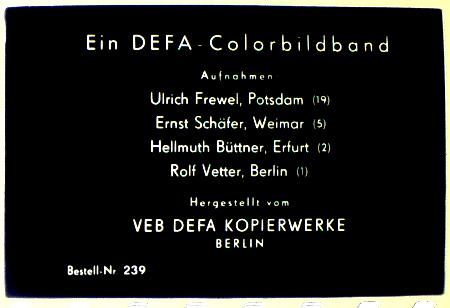 Ein DEFA-Colorbildband
Aufnahmen
Ulrich Frewel, Potsdam (19)
Ernst Schäfer, Weimar (5)
Hellmuth Büttner, Erfurt (2)
Rolf Vetter, Berlin (1)
Hergestellt vom
VEB DEFA KOPIERWERKE
BERLIN
Bestell-Nr 239